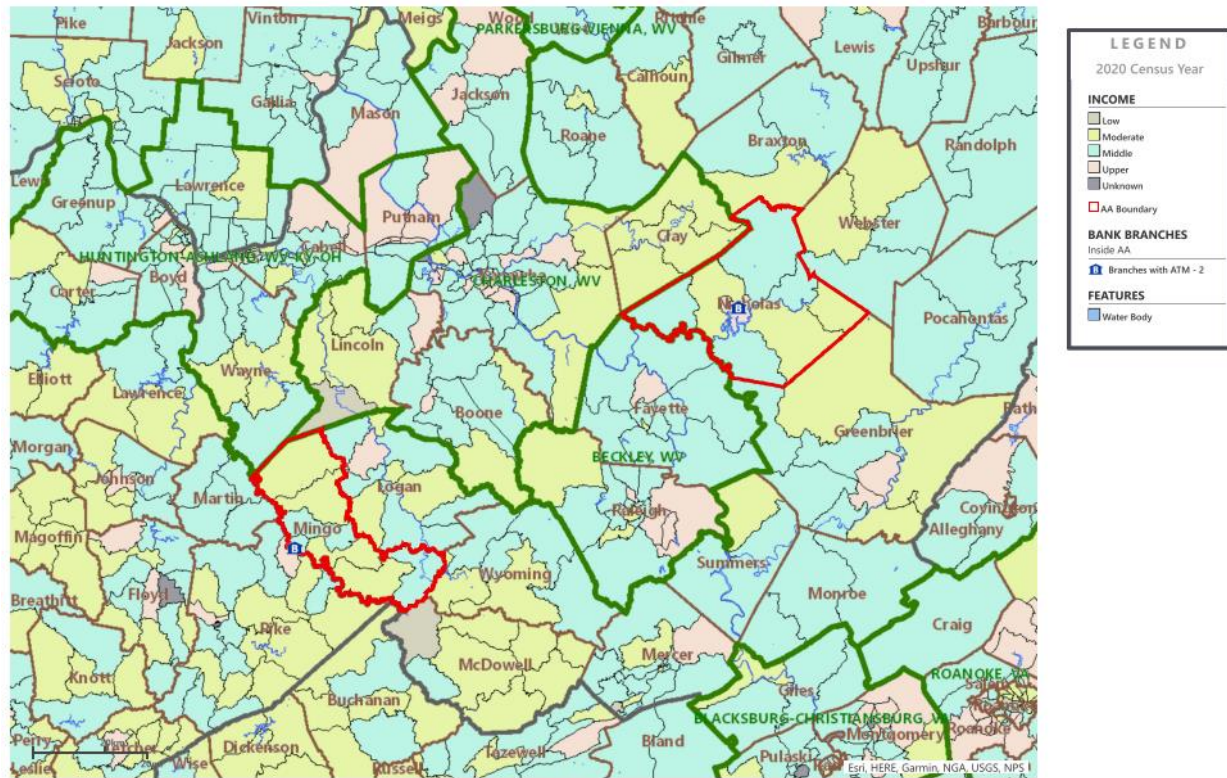 Pike
Vinton
Meigs
Wood
Ritchie
Barbour
PARKERSBURG-VIENNA, WV
Jackson
Gilmer
Lewis
Upshur
Scioto
Calhoun
Gallia
Mason
Jackson
Roane
Braxton
Randolph
Lewis
Greenup
Lawrence
Putnam
Clay
Webster
HUNTINGTON-ASHLAND, WV-KY-OH
Cabell
Boyd
CHARLESTON, WV
Carter
Nicholas
B
Pocahontas
Lincoln
Elliott
Lawrence
Wayne
Boone
Fayette
Greenbrier
Bath
Morgan
BECKLEY, WV
Johnson
Martin
Logan
Raleigh
Covington
Alleghany
Magoffin
Mingo
B
Wyoming
Summers
Breathitt
Floyd
Monroe
Pike
Craig
Knott
McDowell
Mercer
ROANOKE, VA
Buchanan
Giles
BLACKSBURG-CHRISTIANSBURG, VA
Montgomery
Roanoke
Perry
Leslie
Wise
Dickenson
Russell
Tazewell
Bland
Pulaski
Esri, HERE, Garmin, NGA, USGS, NPS
LEGEND
2020 Census Year
INCOME
Low
Moderate
Middle
Upper
Unknown
AA Boundary
BANK BRANCHES
Inside AA
B Branches with ATM - 2
FEATURES
Water Body